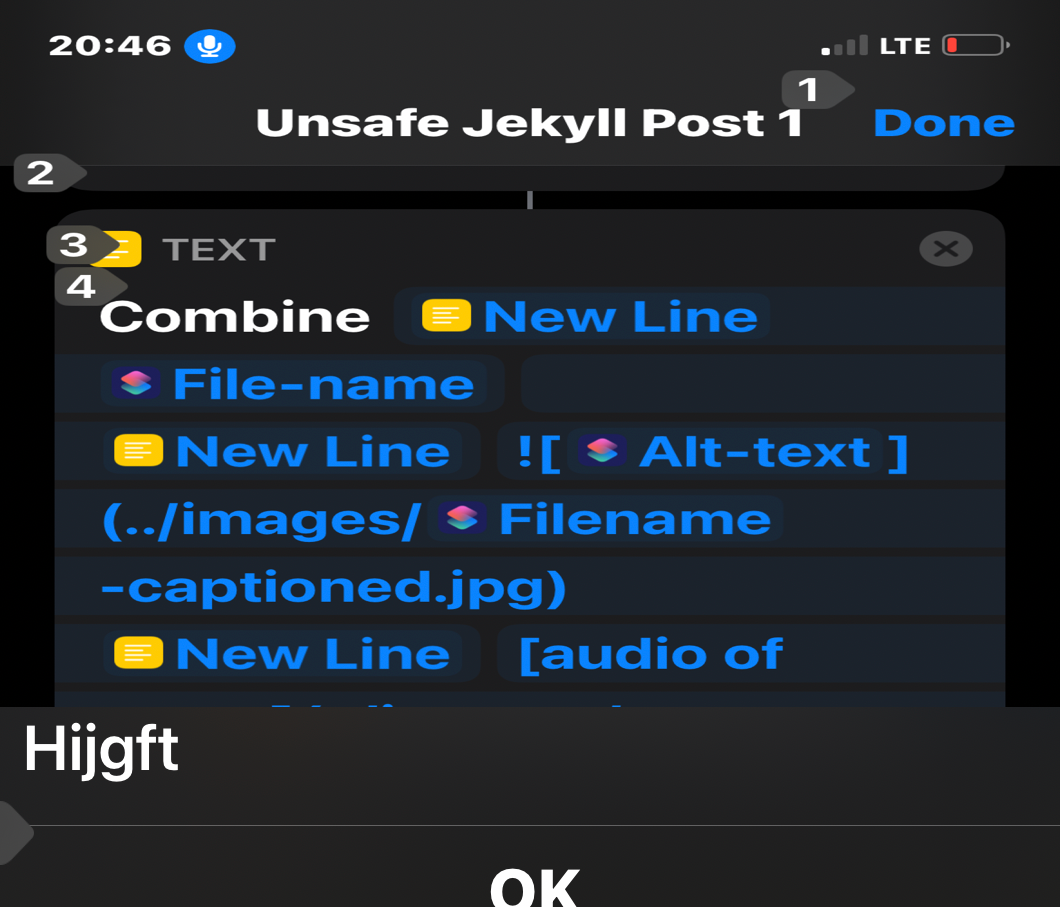 20:46 LTE
1
Unsafe Jekyll Post 1 Done
2
3 TEXT
4
Combine New Line
File-name
New Line ![ Alt-text ]
(../images/ Filename
-captioned.jpg)
New Line [audio of
Hijgft
OK